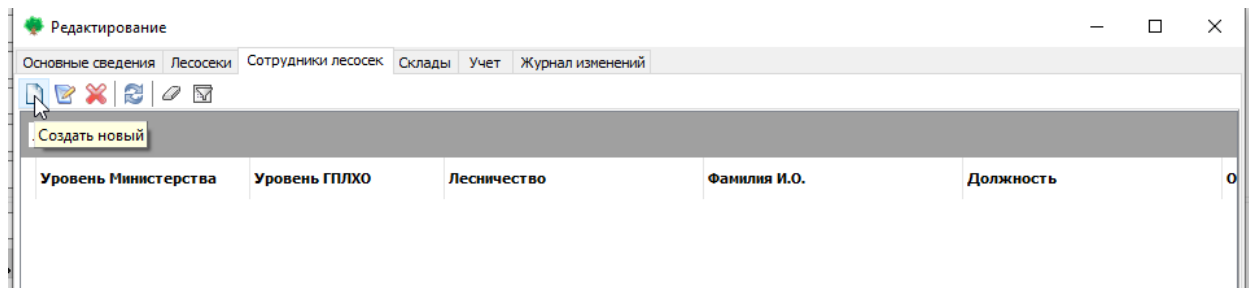 Редактирование
Основные сведения Лесосеки Сотрудники лесосек Склады Учет Журнал изменений
Создать новый
Уровень Министерства Уровень ГПЛХО Лесничество Фамилия И.О. Должность